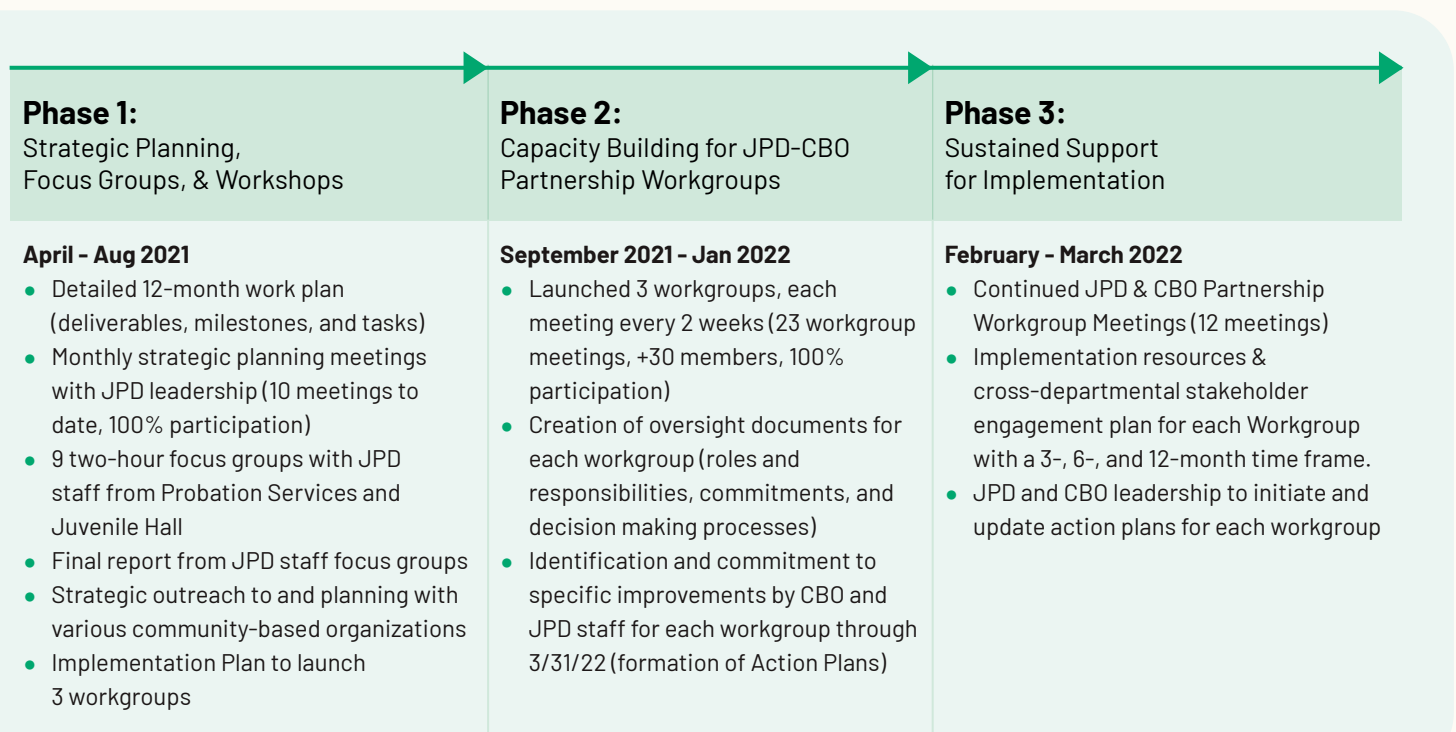 Phase 1:
Strategic Planning,
Focus Groups, & Workshops
April - Aug 2021
• Detailed 12-month work plan
(deliverables, milestones, and tasks)
• Monthly strategic planning meetings
with JPD leadership (10 meetings to
date, 100% participation)
• 9 two-hour focus groups with JPD
staff from Probation Services and
Juvenile Hall
• Final report from JPD staff focus groups
• Strategic outreach to and planning with
various community-based organizations
• Implementation Plan to launch
3 workgroups
Phase 2:
Capacity Building for JPD-CBO
Partnership Workgroups
September 2021 - Jan 2022
• Launched 3 workgroups, each
meeting every 2 weeks (23 workgroup
meetings, +30 members, 100%
participation)
• Creation of oversight documents for
each workgroup (roles and
responsibilities, commitments, and
decision making processes)
• Identification and commitment to
specific improvements by CBO and
JPD staff for each workgroup through
3/31/22 (formation of Action Plans)
Phase 3:
Sustained Support
for Implementation
February - March 2022
• Continued JPD & CBO Partnership
Workgroup Meetings (12 meetings)
• Implementation resources &
cross-departmental stakeholder
engagement plan for each Workgroup
with a 3-, 6-, and 12-month time frame.
• JPD and CBO leadership to initiate and
update action plans for each workgroup